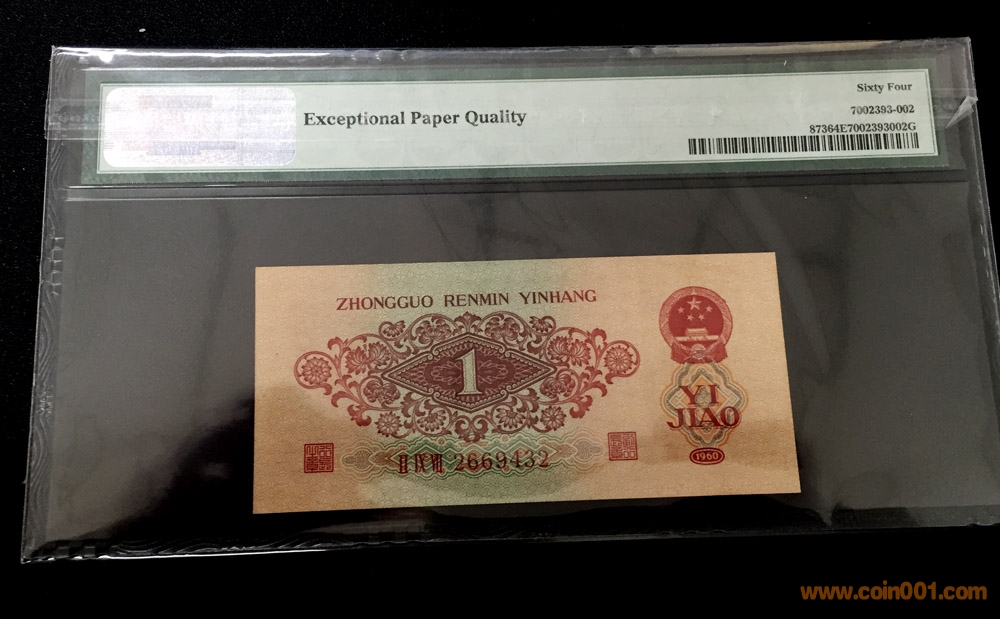 Exceptional Paper Quality
Sixty Four
7002393-002
87364E7002393002G
ZHONGGUO RENMIN YINHANG
1
YI
JIAO
2669432
1960
www.coin001.com